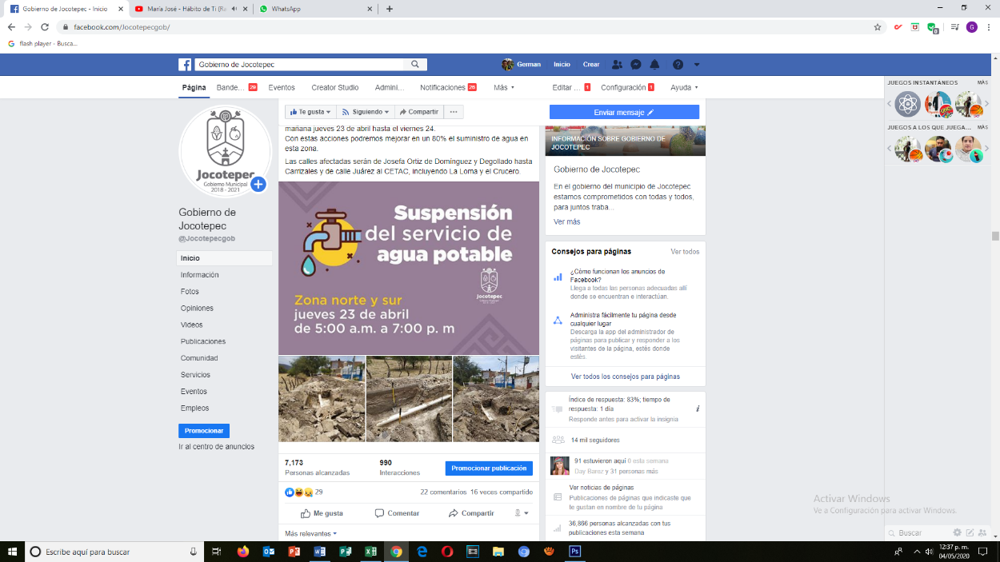 Gobierno de Jocotepec - Inicio
María José - Hábito de Ti [Ra
WhatsApp
facebook.com/Jocotepecgob/
flash player - Busca...
Gobierno de Jocotepec
German
Inicio
Crear
Página
Bande... 29
Eventos
Creator Studio
Admini...
Notificaciones 26
Más
Editar ... 1
Configuración 1
Ayuda
Jocotepec
Gobierno Municipal
2018 - 2021
Gobierno de
Jocotepec
@Jocotepecgob
Inicio
Información
Fotos
Opiniones
Videos
Publicaciones
Comunidad
Servicios
Eventos
Empleos
Promocionar
Ir al centro de anuncios
Te gusta
Siguiendo
Compartir
mañana jueves 23 de abril hasta el viernes 24.
Con estas acciones podremos mejorar en un 80% el suministro de agua en
esta zona.
Las calles afectadas serán de Josefa Ortiz de Domínguez y Degollado hasta
Carrizales y de calle Juárez al CETAC, incluyendo La Loma y el Crucero.
Suspensión
del servicio de
agua potable
Jocotepec
Zona norte y sur
jueves 23 de abril
de 5:00 a.m. a 7:00 p. m
7,173
Personas alcanzadas
990
Interacciones
Promocionar publicación
29
22 comentarios 16 veces compartido
Me gusta
Comentar
Compartir
Más relevantes
Enviar mensaje
INFORMACIÓN SOBRE GOBIERNO DE
JOCOTEPEC
Gobierno de Jocotepec
En el gobierno del municipio de Jocotepec
estamos comprometidos con todas y todos,
para juntos traba...
Ver más
Consejos para páginas
Ver todos
¿Cómo funcionan los anuncios de
Facebook?
Llega a todas las personas adecuadas allí
donde se encuentran e interactúan.
Administra fácilmente tu página desde
cualquier lugar
Descarga la app del administrador de
páginas para publicar y responder a los
visitantes de la página, estés donde
estés.
Ver todos los consejos para páginas
Índice de respuesta: 83%; tiempo de
respuesta: 1 día
Responde antes para activar la insignia
14 mil seguidores
91 estuvieron aquí 0 esta semana
Day Baroz y 31 personas más
Ver noticias de páginas
Publicaciones de páginas que indicaste que
te gustan en nombre de tu página
36,866 personas alcanzadas con tus
publicaciones esta semana
JUEGOS INSTANTÁNEOS
MÁS
JUEGOS A LOS QUE JUEGA...
MÁS
Activar Windows
Ve a Configuración para activar Windows.
Buscar
Escribe aquí para buscar
12:37 p. m.
04/05/2020